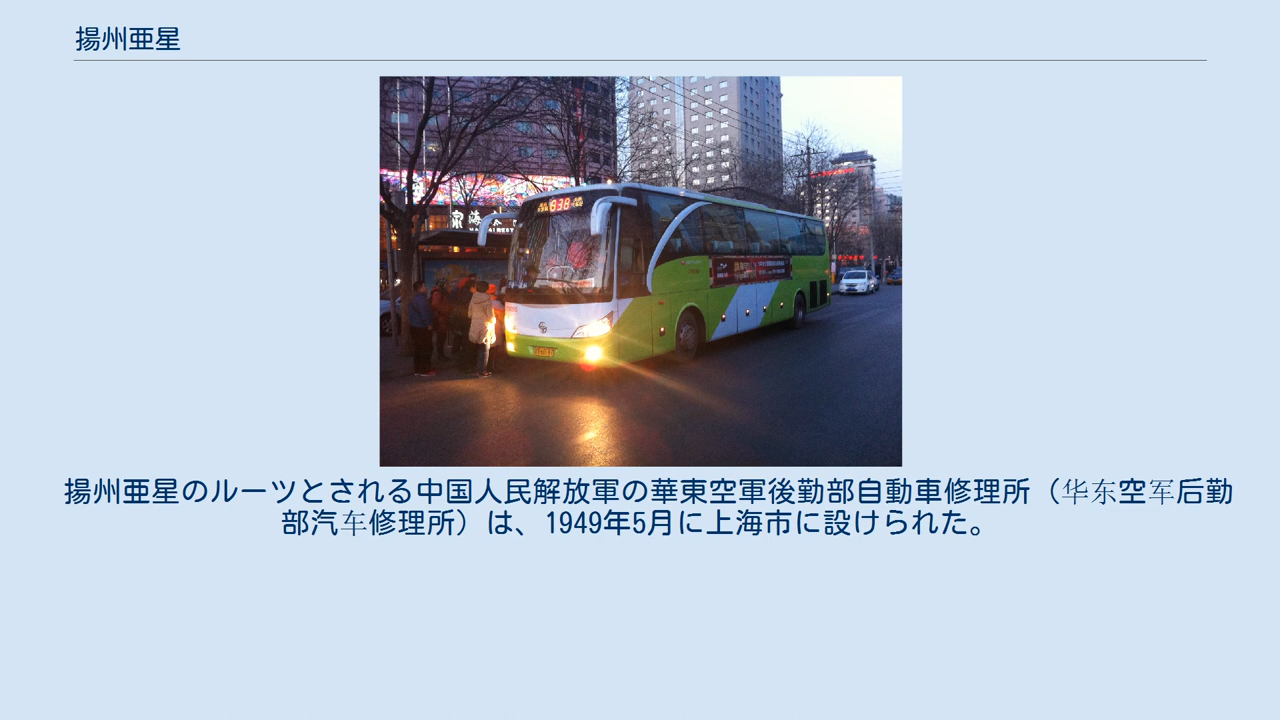 揚州亜星
838
揚州亜星のルーツとされる中国人民解放軍の華東空軍後勤部自動車修理所（华东空军后勤
部汽车修理所）は、1949年5月に上海市に設けられた。